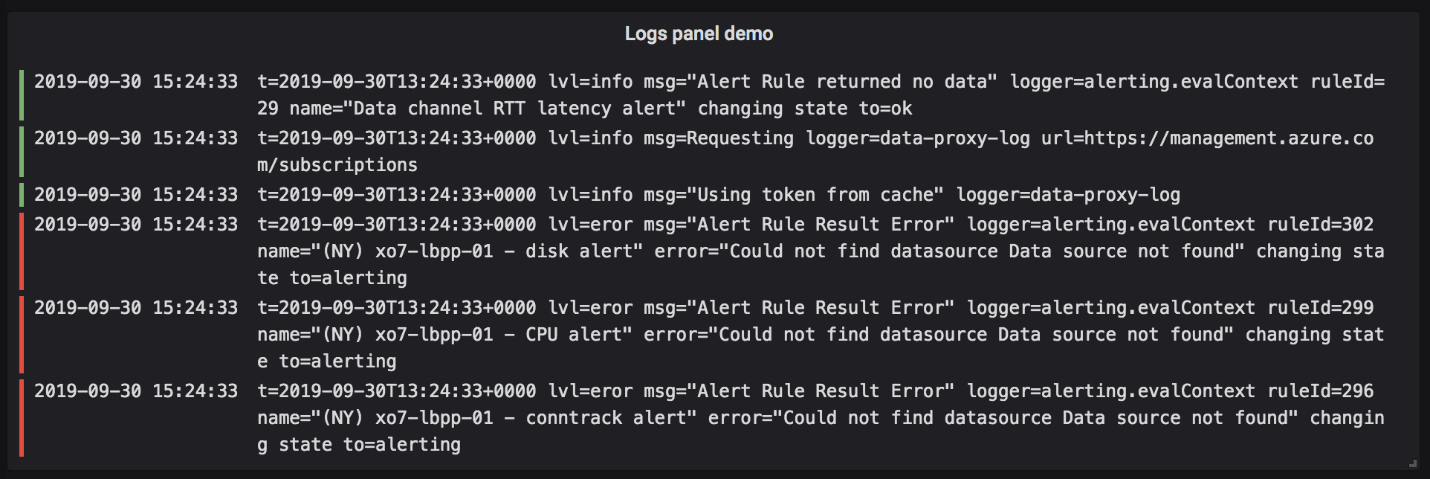 Logs panel demo
2019-09-30 15:24:33 t=2019-09-30T13:24:33+0000 lvl=info msg="Alert Rule returned no data" logger=alerting.evalContext ruleId=
29 name="Data channel RTT latency alert" changing state to=ok
2019-09-30 15:24:33 t=2019-09-30T13:24:33+0000 lvl=info msg=Requesting logger=data-proxy-log url=https://management.azure.co
m/subscriptions
2019-09-30 15:24:33 t=2019-09-30T13:24:33+0000 lvl=info msg="Using token from cache" logger=data-proxy-log
2019-09-30 15:24:33 t=2019-09-30T13:24:33+0000 lvl=eror msg="Alert Rule Result Error" logger=alerting.evalContext ruleId=302
name="(NY) xo7-lbpp-01 - disk alert" error="Could not find datasource Data source not found" changing sta
te to=alerting
2019-09-30 15:24:33 t=2019-09-30T13:24:33+0000 lvl=eror msg="Alert Rule Result Error" logger=alerting.evalContext ruleId=299
name="(NY) xo7-lbpp-01 - CPU alert" error="Could not find datasource Data source not found" changing stat
e to=alerting
2019-09-30 15:24:33 t=2019-09-30T13:24:33+0000 lvl=eror msg="Alert Rule Result Error" logger=alerting.evalContext ruleId=296
name="(NY) xo7-lbpp-01 - conntrack alert" error="Could not find datasource Data source not found" changin
g state to=alerting